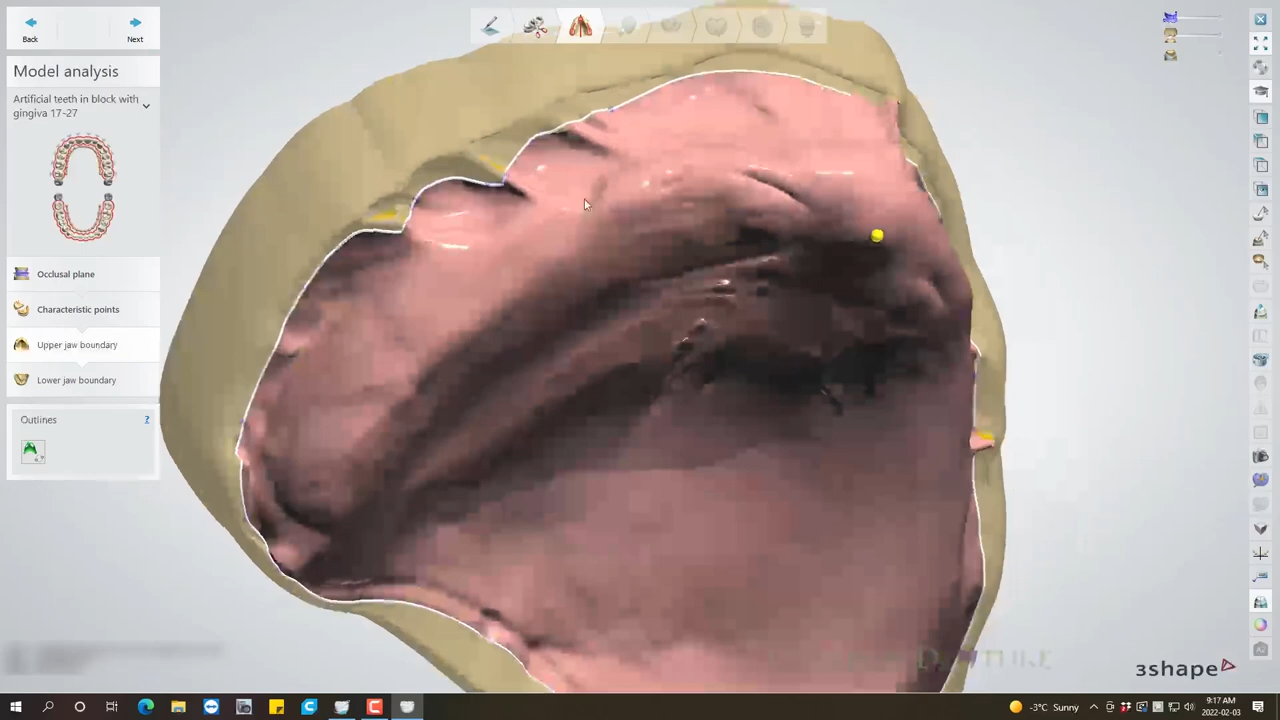 Back
Next
Model analysis
Artificial teeth in block with
gingiva 17-27
Occlusal plane
Characteristic points
Upper jaw boundary
Lower jaw boundary
Outlines
?
3shape
-3°C Sunny
9:17 AM
2022-02-03